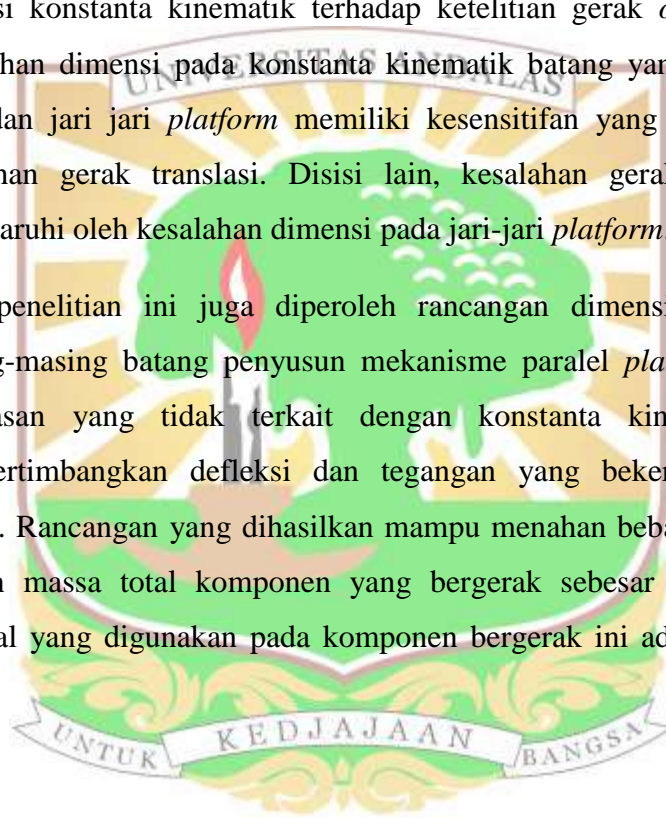 si konstanta kinematik terhadap ketelitian gerak
han dimensi pada konstanta kinematik batang yan
dan jari jari platform memiliki kesensitifan yang
nan gerak translasi. Disisi lain, kesalahan gera
aruhi oleh kesalahan dimensi pada jari-jari platform.
penelitian ini juga diperoleh rancangan dimensi
g-masing batang penyusun mekanisme paralel pla
asan yang tidak terkait dengan konstanta kin
ertimbangkan defleksi dan tegangan yang beker
. Rancangan yang dihasilkan mampu menahan beba
n massa total komponen yang bergerak sebesar
al yang digunakan pada komponen bergerak ini ad
UNIVERSITAS ANDALAS
UNTUK KEDJAJAAN BANGSA